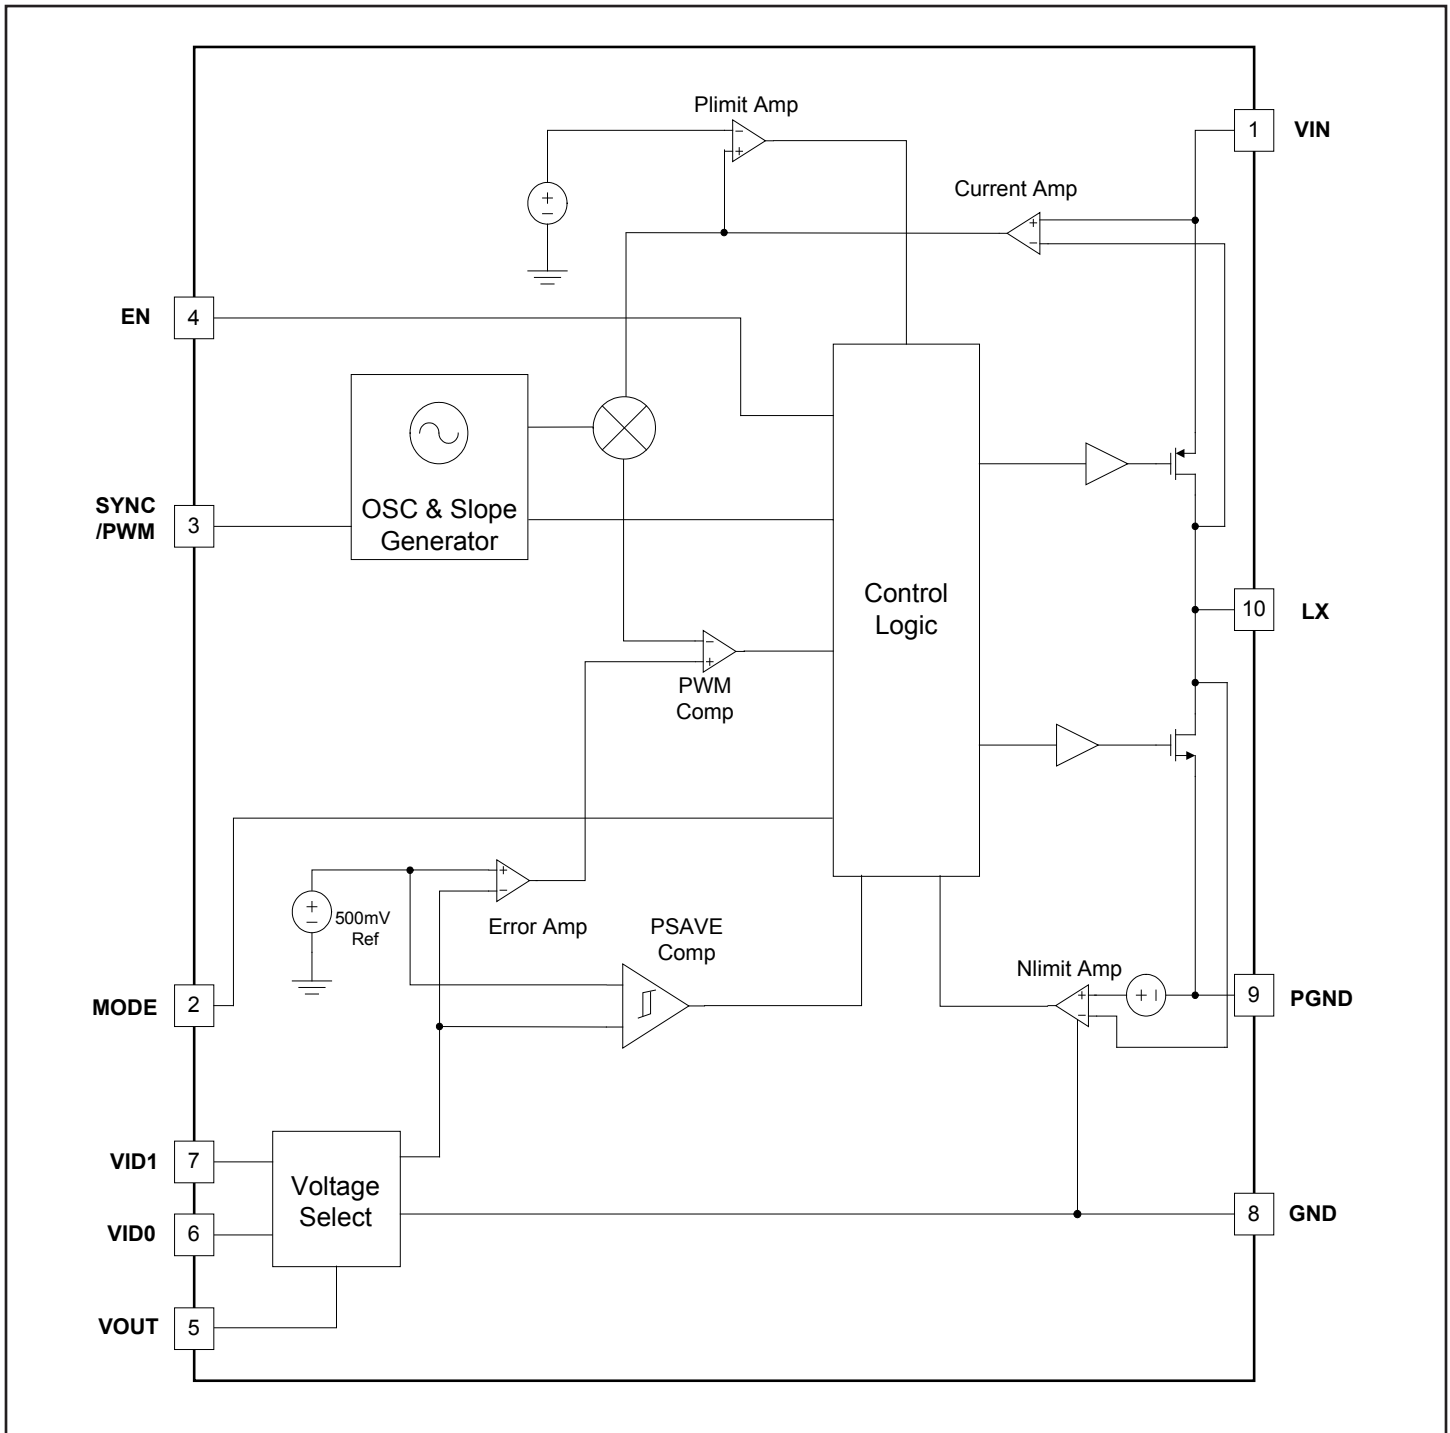 Plimit Amp
1
VIN
Current Amp
EN
4
SYNC
/PWM
3
OSC & Slope
Generator
Control
Logic
10
LX
PWM
Comp
500mV
Ref
Error Amp
PSAVE
Comp
Nlimit Amp
MODE
2
9
PGND
VID1
7
Voltage
Select
VID0
6
8
GND
VOUT
5